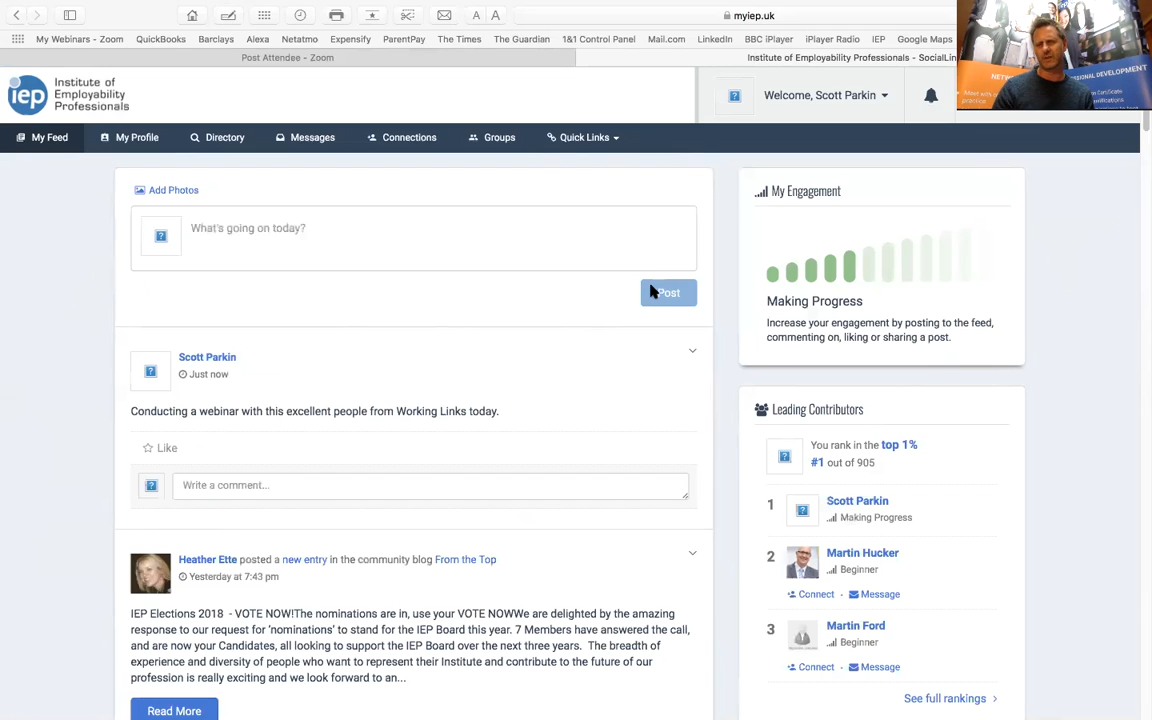 myiep.uk
A A
My Webinars - Zoom QuickBooks Barclays Alexa Netatmo Expensify ParentPay The Times The Guardian 1&1 Control Panel Mail.com LinkedIn BBC iPlayer iPlayer Radio IEP Google Maps
Post Attendee - Zoom
Institute of Employability Professionals - SocialLin
iep
Institute of
Employability
Professionals
Welcome, Scott Parkin
My Feed My Profile Directory Messages Connections Groups Quick Links
Add Photos
What's going on today?
Post
Scott Parkin
Just now
Conducting a webinar with this excellent people from Working Links today.
Like
Write a comment...
Heather Ette posted a new entry in the community blog From the Top
Yesterday at 7:43 pm
IEP Elections 2018 - VOTE NOW!The nominations are in, use your VOTE NOWWe are delighted by the amazing
response to our request for 'nominations' to stand for the IEP Board this year. 7 Members have answered the call,
and are now your Candidates, all looking to support the IEP Board over the next three years. The breadth of
experience and diversity of people who want to represent their Institute and contribute to the future of our
profession is really exciting and we look forward to an...
Read More
My Engagement
Making Progress
Increase your engagement by posting to the feed,
commenting on, liking or sharing a post.
Leading Contributors
You rank in the top 1%
#1 out of 905
1 Scott Parkin
Making Progress
2 Martin Hucker
Beginner
Connect · Message
3 Martin Ford
Beginner
Connect · Message
See full rankings